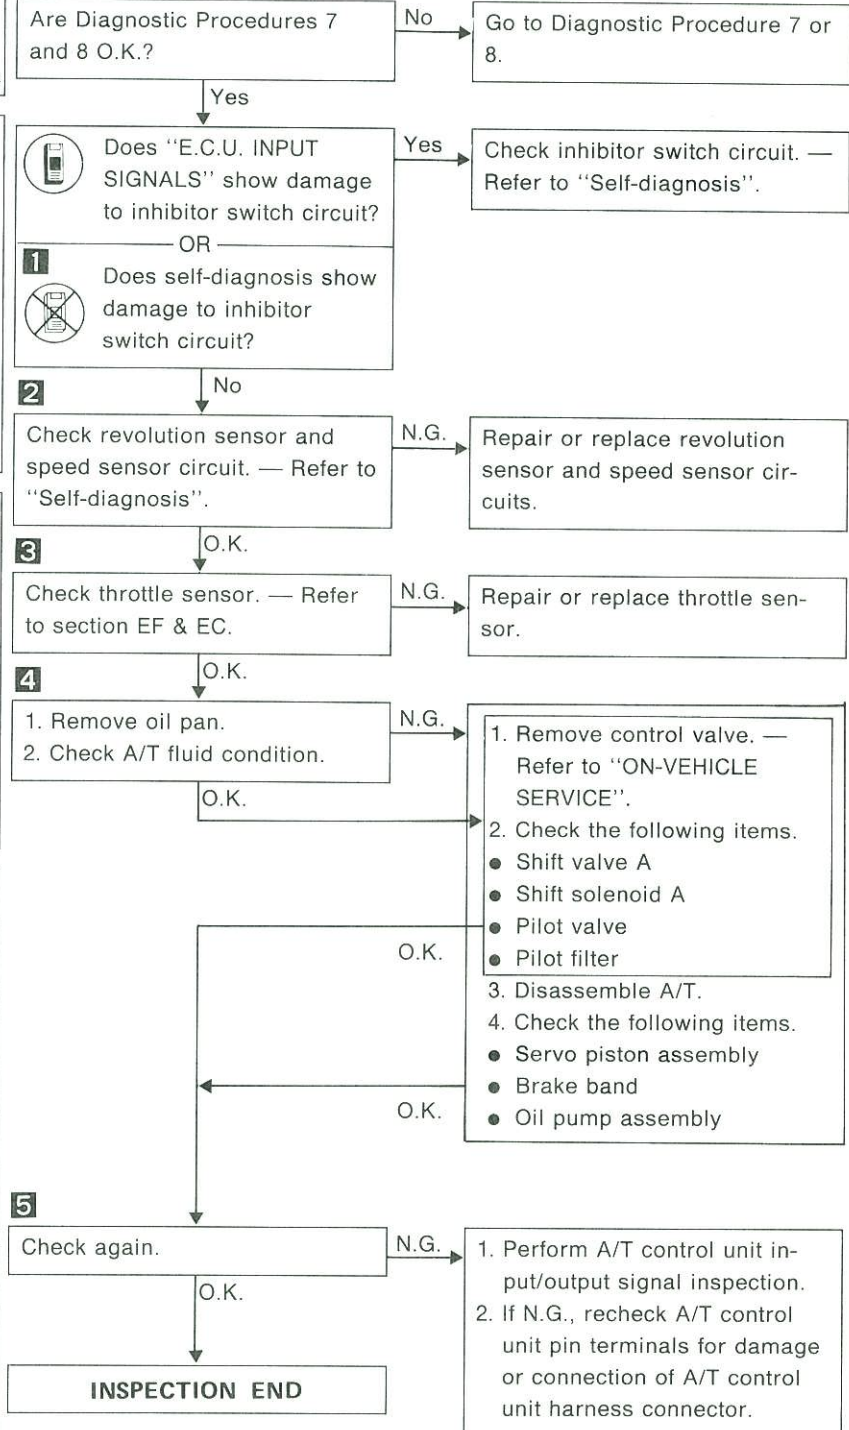 Are Diagnostic Procedures 7
and 8 O.K.?
No
Go to Diagnostic Procedure 7 or
8.
Yes
Does "E.C.U. INPUT
SIGNALS" show damage
to inhibitor switch circuit?
Yes
Check inhibitor switch circuit. —
Refer to "Self-diagnosis".
OR
1
Does self-diagnosis show
damage to inhibitor
switch circuit?
No
2
Check revolution sensor and
speed sensor circuit. — Refer to
"Self-diagnosis".
N.G.
Repair or replace revolution
sensor and speed sensor cir-
cuits.
O.K.
3
Check throttle sensor. — Refer
to section EF & EC.
N.G.
Repair or replace throttle sen-
sor.
O.K.
4
1. Remove oil pan.
2. Check A/T fluid condition.
N.G.
O.K.
1. Remove control valve. —
Refer to "ON-VEHICLE
SERVICE".
2. Check the following items.
● Shift valve A
● Shift solenoid A
● Pilot valve
● Pilot filter
O.K.
3. Disassemble A/T.
4. Check the following items.
● Servo piston assembly
● Brake band
● Oil pump assembly
O.K.
5
Check again.
N.G.
1. Perform A/T control unit in-
put/output signal inspection.
2. If N.G., recheck A/T control
unit pin terminals for damage
or connection of A/T control
unit harness connector.
O.K.
INSPECTION END